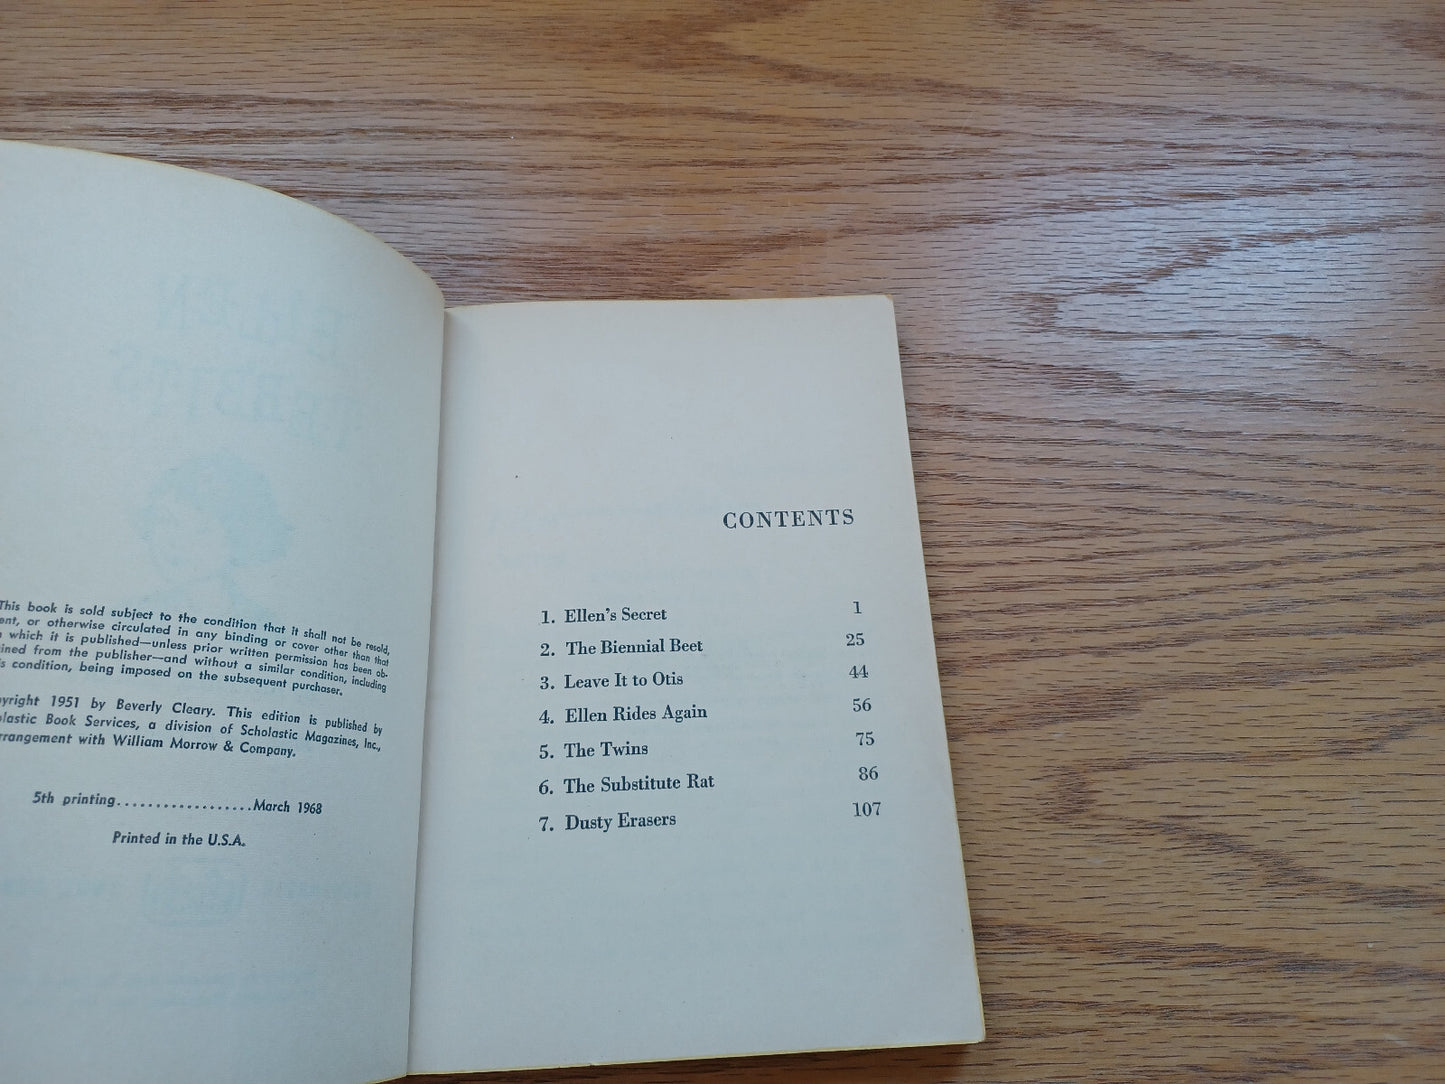 This book is sold subject to the condition that it shall not be resold,
or otherwise circulated in any binding or cover other than that
which it is published—unless prior written permission has been ob-
from the publisher—and without a similar condition, including
condition, being imposed on the subsequent purchaser.
1951 by Beverly Cleary. This edition is published by
Book Services, a division of Scholastic Magazines, Inc.,
with William Morrow & Company.
5th printing..................March 1968
Printed in the U.S.A.
CONTENTS
1. Ellen's Secret 1
2. The Biennial Beet 25
3. Leave It to Otis 44
4. Ellen Rides Again 56
5. The Twins 75
6. The Substitute Rat 86
7. Dusty Erasers 107